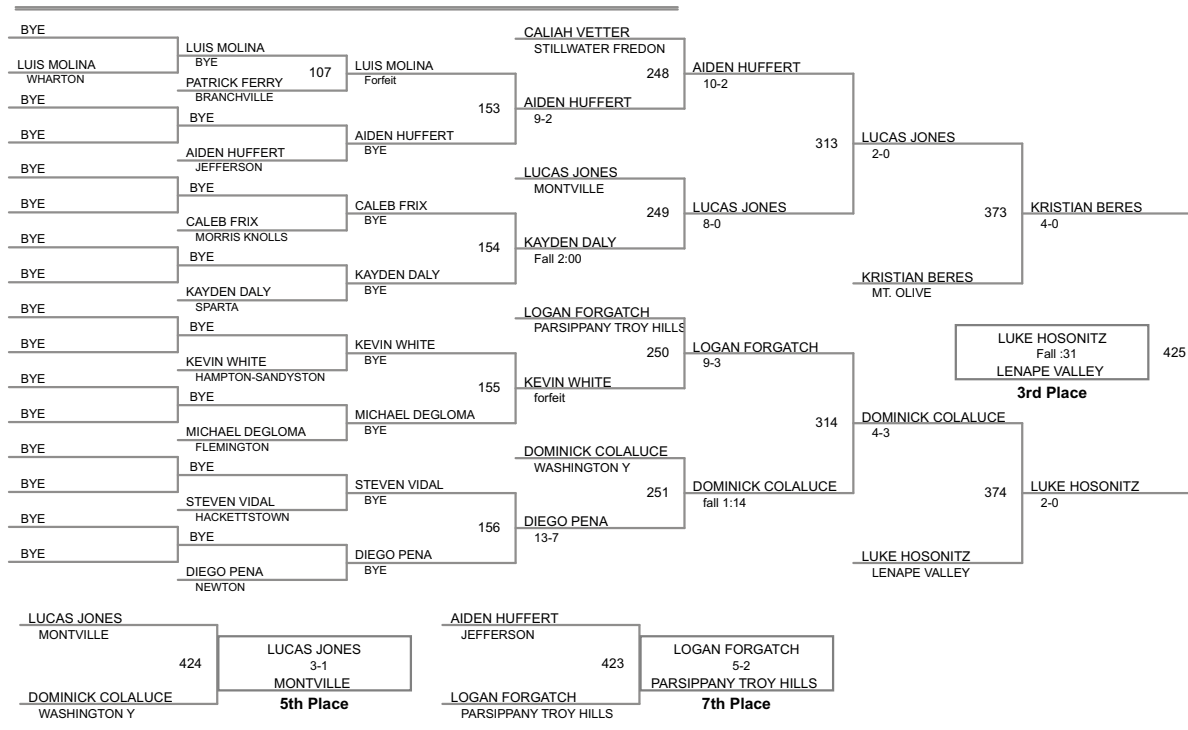 BYE
LUIS MOLINA
WHARTON
BYE
BYE
BYE
BYE
BYE
BYE
BYE
BYE
BYE
BYE
BYE
BYE
BYE
BYE
LUIS MOLINA
BYE
107
PATRICK FERRY
BRANCHVILLE
BYE
AIDEN HUFFERT
JEFFERSON
BYE
CALEB FRIX
MORRIS KNOLLS
BYE
KAYDEN DALY
SPARTA
BYE
KEVIN WHITE
HAMPTON-SANDYSTON
BYE
MICHAEL DEGLOMA
FLEMINGTON
BYE
STEVEN VIDAL
HACKETTSTOWN
BYE
DIEGO PENA
NEWTON
LUIS MOLINA
Forfeit
153
AIDEN HUFFERT
BYE
CALEB FRIX
BYE
154
KAYDEN DALY
BYE
KEVIN WHITE
BYE
155
MICHAEL DEGLOMA
BYE
STEVEN VIDAL
BYE
156
DIEGO PENA
BYE
CALIAH VETTER
STILLWATER FREDON
248
AIDEN HUFFERT
9-2
LUCAS JONES
MONTVILLE
249
KAYDEN DALY
Fall 2:00
LOGAN FORGATCH
PARSIPPANY TROY HILLS
250
KEVIN WHITE
forfeit
DOMINICK COLALUCE
WASHINGTON Y
251
DIEGO PENA
13-7
AIDEN HUFFERT
10-2
313
LUCAS JONES
8-0
LOGAN FORGATCH
9-3
314
DOMINICK COLALUCE
fall 1:14
LUCAS JONES
2-0
373
KRISTIAN BERES
MT. OLIVE
DOMINICK COLALUCE
4-3
374
LUKE HOSONITZ
LENAPE VALLEY
KRISTIAN BERES
4-0
LUKE HOSONITZ
Fall :31
LENAPE VALLEY
425
3rd Place
LUKE HOSONITZ
2-0
LUCAS JONES
MONTVILLE
424
DOMINICK COLALUCE
WASHINGTON Y
LUCAS JONES
3-1
MONTVILLE
5th Place
AIDEN HUFFERT
JEFFERSON
423
LOGAN FORGATCH
PARSIPPANY TROY HILLS
LOGAN FORGATCH
5-2
PARSIPPANY TROY HILLS
7th Place